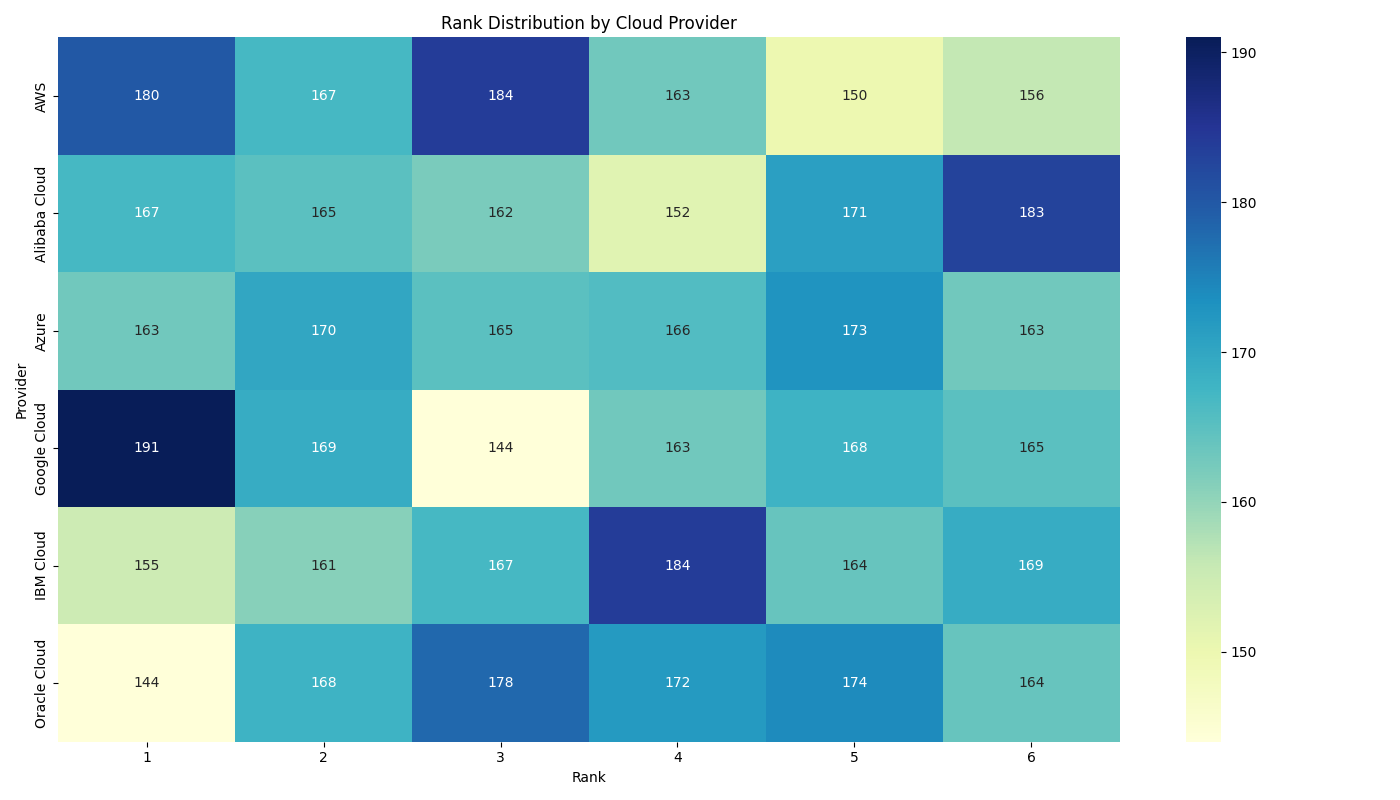 Rank Distribution by Cloud Provider
Provider
AWS 180 167 184 163 150 156
Alibaba Cloud 167 165 162 152 171 183
Azure 163 170 165 166 173 163
Google Cloud 191 169 144 163 168 165
IBM Cloud 155 161 167 184 164 169
Oracle Cloud 144 168 178 172 174 164
1 2 3 4 5 6
Rank
190
180
170
160
150